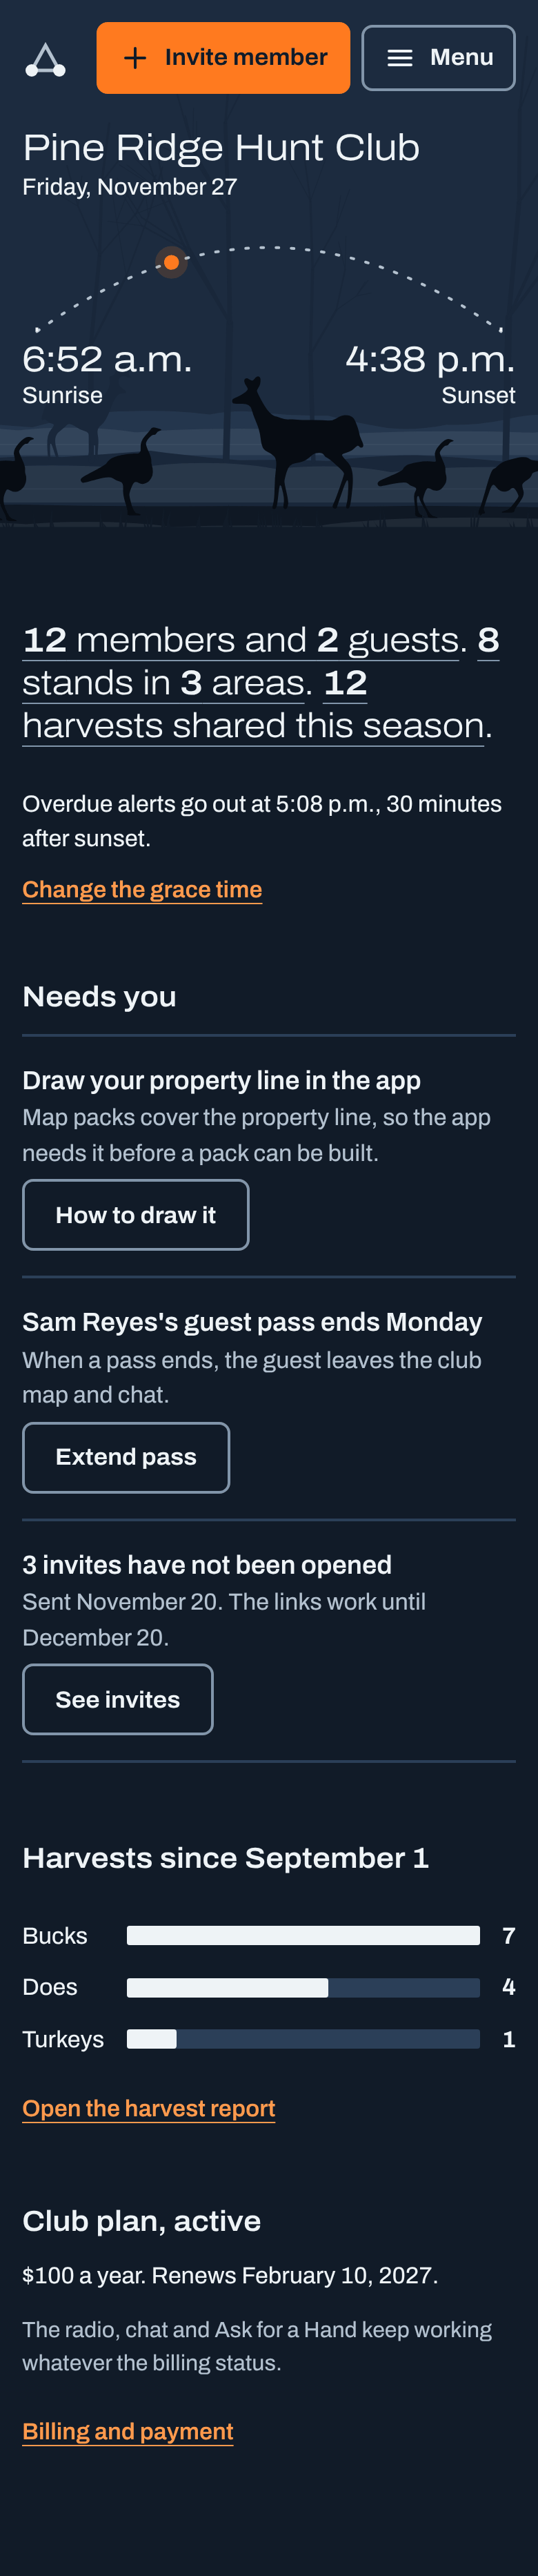 Invite member
Menu
Pine Ridge Hunt Club
Friday, November 27
6:52 a.m.
4:38 p.m.
Sunrise
Sunset
12 members and 2 guests. 8
stands in 3 areas. 12
harvests shared this season.
Overdue alerts go out at 5:08 p.m., 30 minutes
after sunset.
Change the grace time
Needs you
Draw your property line in the app
Map packs cover the property line, so the app
needs it before a pack can be built.
How to draw it
Sam Reyes's guest pass ends Monday
When a pass ends, the guest leaves the club
map and chat.
Extend pass
3 invites have not been opened
Sent November 20. The links work until
December 20.
See invites
Harvests since September 1
Bucks 7
Does 4
Turkeys 1
Open the harvest report
Club plan, active
$100 a year. Renews February 10, 2027.
The radio, chat and Ask for a Hand keep working
whatever the billing status.
Billing and payment